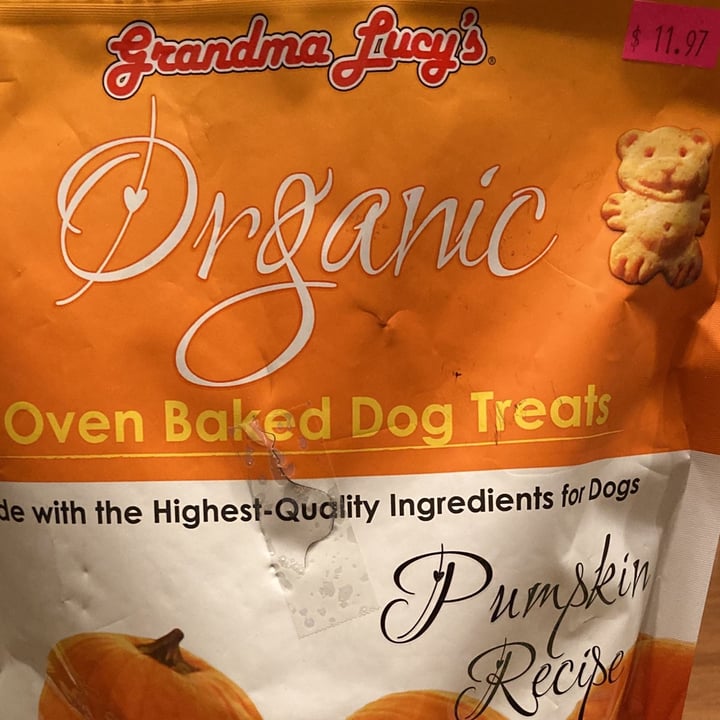 Grandma Lucy's®
$ 11.97
Organic
Oven Baked Dog Treats
de with the Highest-Quality Ingredients for Dogs
Pumpkin
Recipe